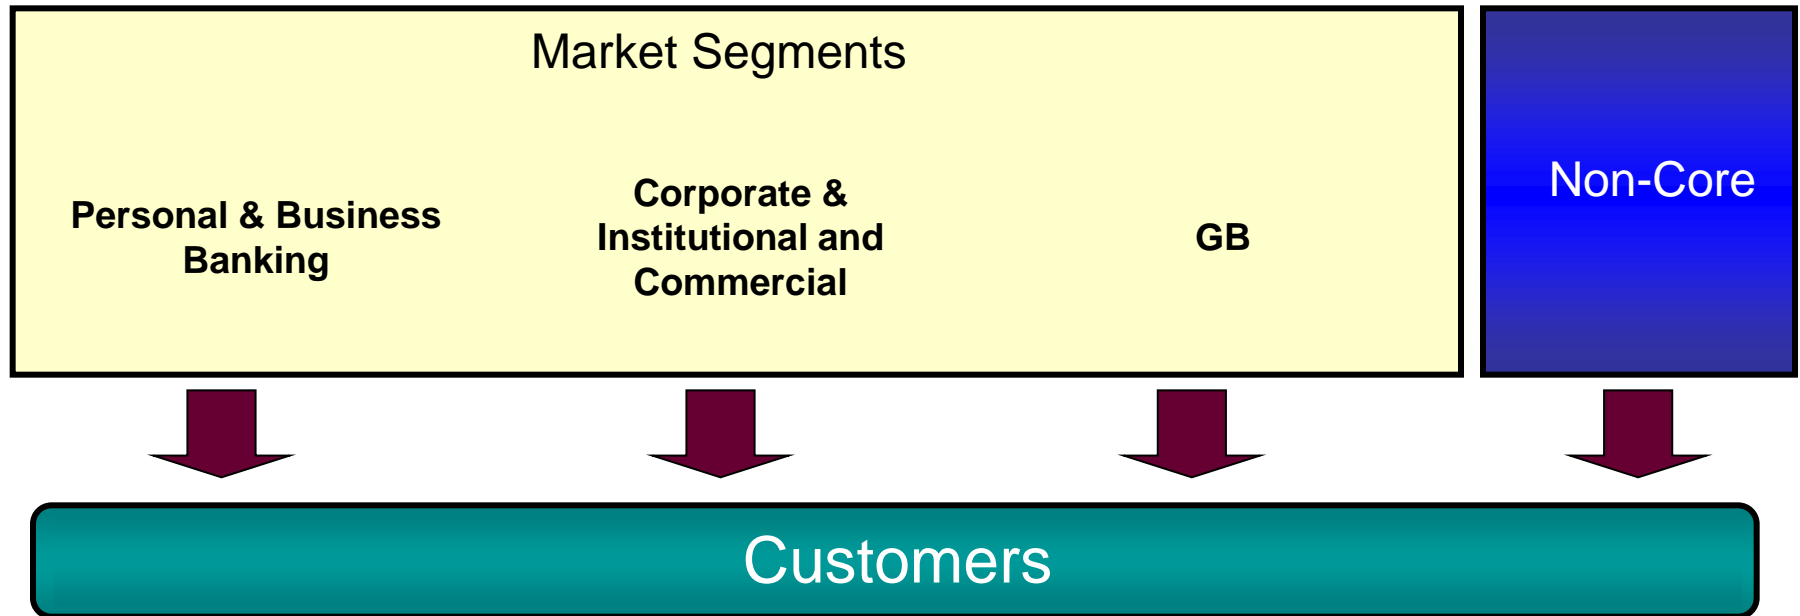 Market Segments
Non-Core
Personal & Business
Banking
Corporate &
Institutional and
Commercial
GB
Customers